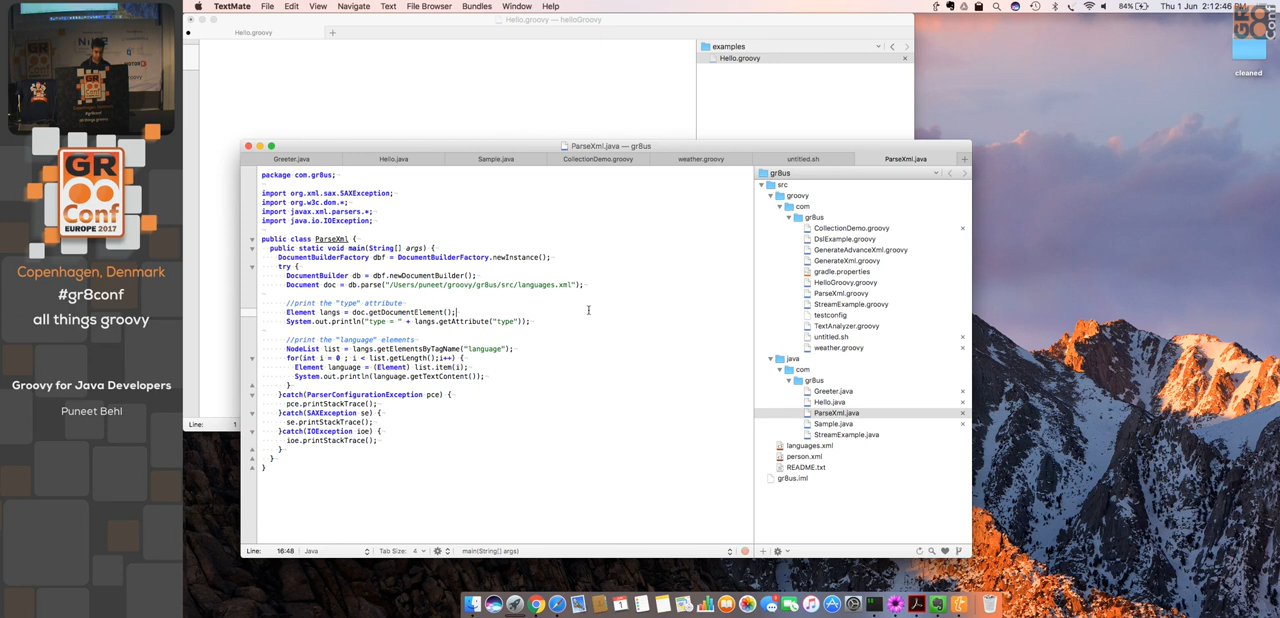 TextMate File Edit View Navigate Text File Browser Bundles Window Help
84% Thu 1 Jun 2:12:46 PM
Hello.groovy — helloGroovy
Hello.groovy
examples
Hello.groovy
cleaned
GR
Conf
EUROPE 2017
Copenhagen, Denmark
#gr8conf
all things groovy
Groovy for Java Developers
Puneet Behl
Line: 1
ParseXml.java — gr8us
Greeter.java Hello.java Sample.java CollectionDemo.groovy weather.groovy untitled.sh ParseXml.java
package com.gr8us;
import org.xml.sax.SAXException;
import org.w3c.dom.*;
import javax.xml.parsers.*;
import java.io.IOException;
public class ParseXml {
public static void main(String[] args) {
DocumentBuilderFactory dbf = DocumentBuilderFactory.newInstance();
try {
DocumentBuilder db = dbf.newDocumentBuilder();
Document doc = db.parse("/Users/puneet/groovy/gr8us/src/languages.xml");
//print the "type" attribute
Element langs = doc.getDocumentElement();
System.out.println("type = " + langs.getAttribute("type"));
//print the "language" elements
NodeList list = langs.getElementsByTagName("language");
for(int i = 0 ; i < list.getLength();i++) {
Element language = (Element) list.item(i);
System.out.println(language.getTextContent());
}
}catch(ParserConfigurationException pce) {
pce.printStackTrace();
}catch(SAXException se) {
se.printStackTrace();
}catch(IOException ioe) {
ioe.printStackTrace();
}
}
}
gr8us
src
groovy
com
gr8us
CollectionDemo.groovy
DslExample.groovy
GenerateAdvanceXml.groovy
GenerateXml.groovy
gradle.properties
HelloGroovy.groovy
ParseXml.groovy
StreamExample.groovy
testconfig
TextAnalyzer.groovy
untitled.sh
weather.groovy
java
com
gr8us
Greeter.java
Hello.java
ParseXml.java
Sample.java
StreamExample.java
languages.xml
person.xml
README.txt
gr8us.iml
Line: 16:48 Java Tab Size: 4 main(String[] args)